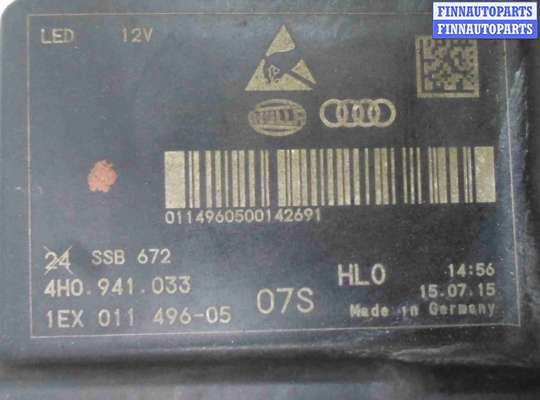 FINNAUTOPARTS
FINNAUTOPARTS
LED 12V
HELLA
0114960500142691
24 SSB 672
4H0.941.033
1EX 011 496-05
07S
HL0
14:56
15.07.15
Made in Germany